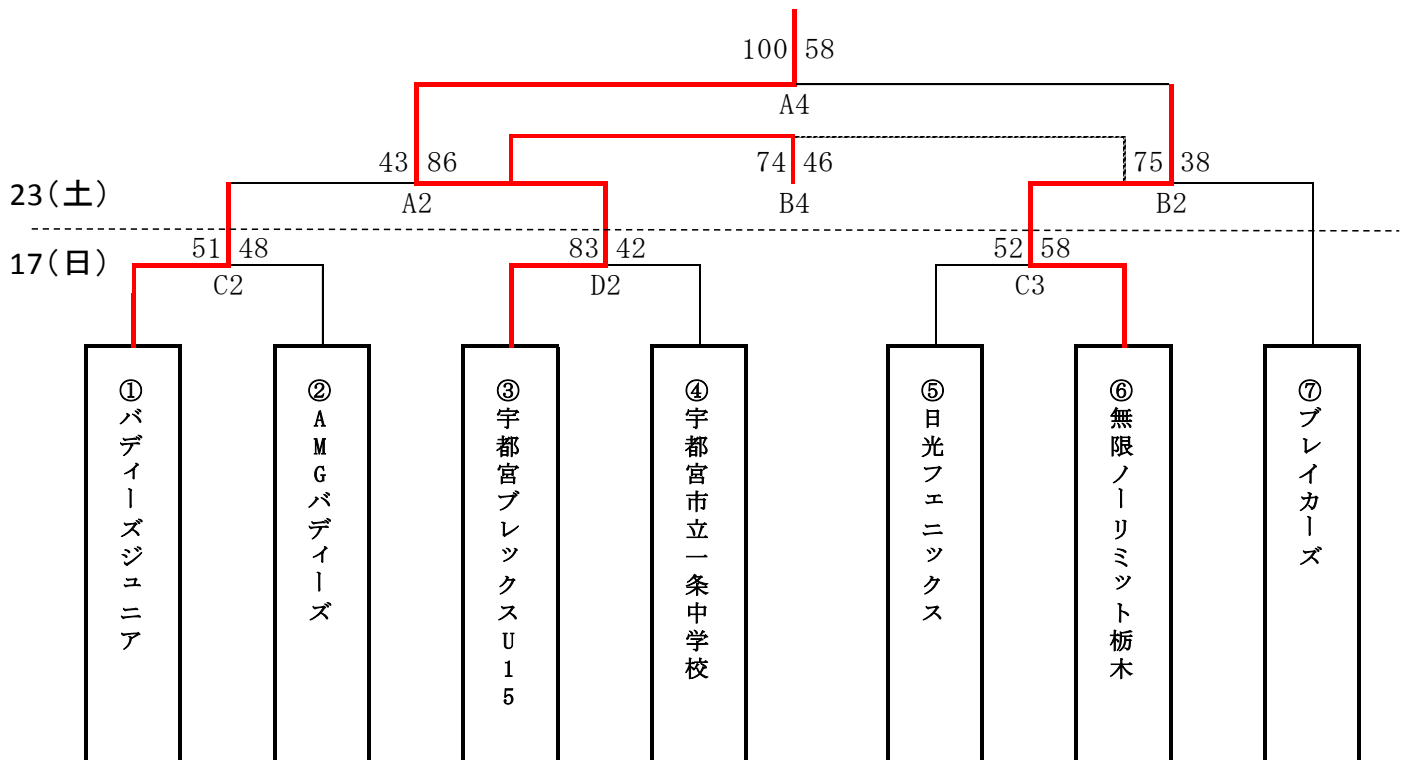 100 58
A4
43 86
74 46
75 38
23(土)
A2
B4
B2
17(日)
51 48
83 42
52 58
C2
D2
C3
①バディーズジュニア
②AMGバディーズ
③宇都宮ブレックスU15
④宇都宮市立一条中学校
⑤日光フェニックス
⑥無限ノーリミット栃木
⑦ブレイカーズ